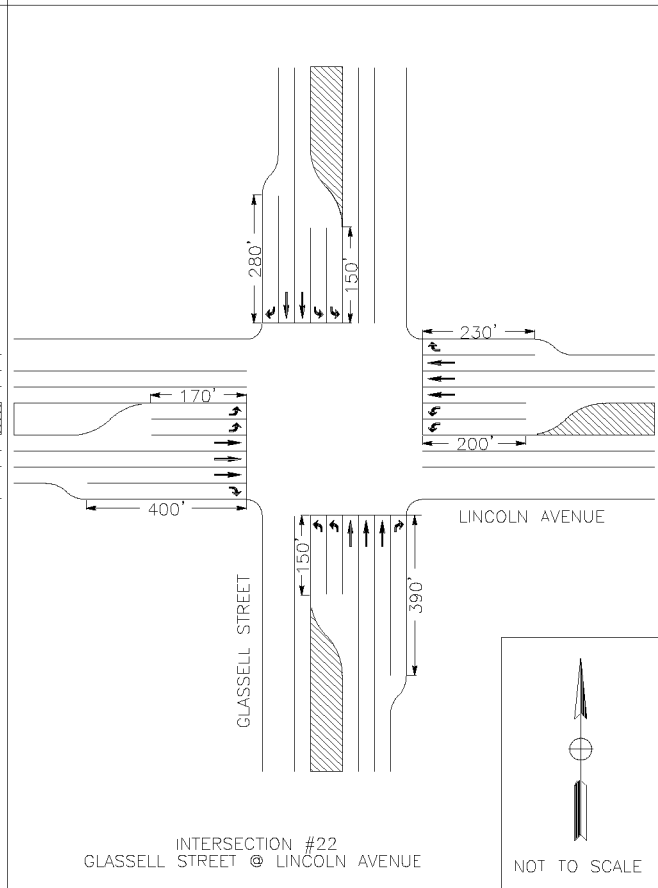 280'
150'
230'
170'
200'
400'
LINCOLN AVENUE
150'
390'
GLASSELL STREET
INTERSECTION #22
GLASSELL STREET @ LINCOLN AVENUE
NOT TO SCALE